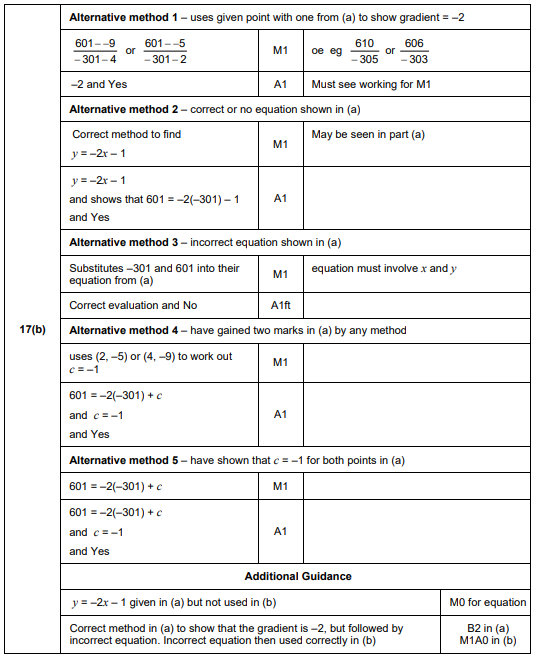 Alternative method 1 – uses given point with one from (a) to show gradient = –2
601– –9 / –301–4 or 601– –5 / –301–2
M1
oe eg 610 / –305 or 606 / –303
–2 and Yes
A1
Must see working for M1
Alternative method 2 – correct or no equation shown in (a)
Correct method to find
y = –2x – 1
M1
May be seen in part (a)
y = –2x – 1
and shows that 601 = –2(–301) – 1
and Yes
A1
Alternative method 3 – incorrect equation shown in (a)
Substitutes –301 and 601 into their
equation from (a)
M1
equation must involve x and y
Correct evaluation and No
A1ft
17(b)
Alternative method 4 – have gained two marks in (a) by any method
uses (2, –5) or (4, –9) to work out
c = –1
M1
601 = –2(–301) + c
and c = –1
and Yes
A1
Alternative method 5 – have shown that c = –1 for both points in (a)
601 = –2(–301) + c
M1
601 = –2(–301) + c
and c = –1
and Yes
A1
Additional Guidance
y = –2x – 1 given in (a) but not used in (b)
M0 for equation
Correct method in (a) to show that the gradient is –2, but followed by
incorrect equation. Incorrect equation then used correctly in (b)
B2 in (a)
M1A0 in (b)